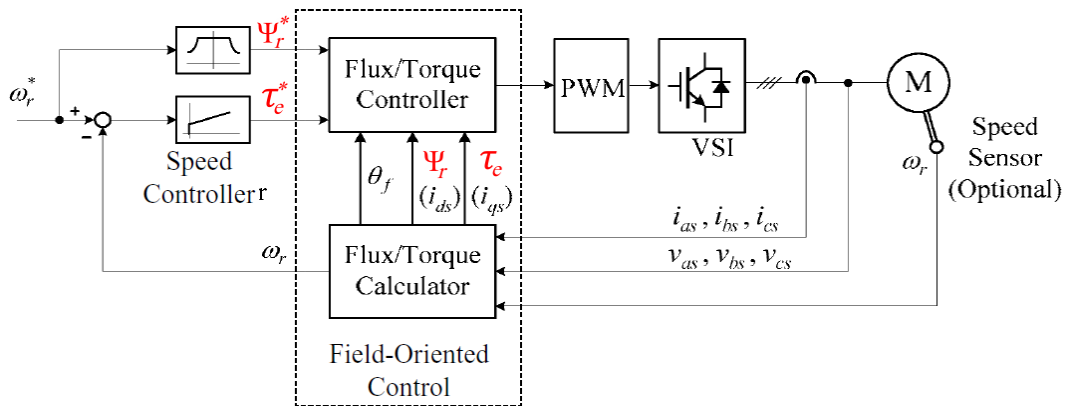 Ψr*
ωr*
+
−
τe*
Speed
Controller r
Flux/Torque
Controller
PWM
VSI
M
Speed
Sensor
(Optional)
ωr
θf
Ψr
(ids)
τe
(iqs)
ias, ibs, ics
vas, vbs, vcs
ωr
Flux/Torque
Calculator
Field-Oriented
Control